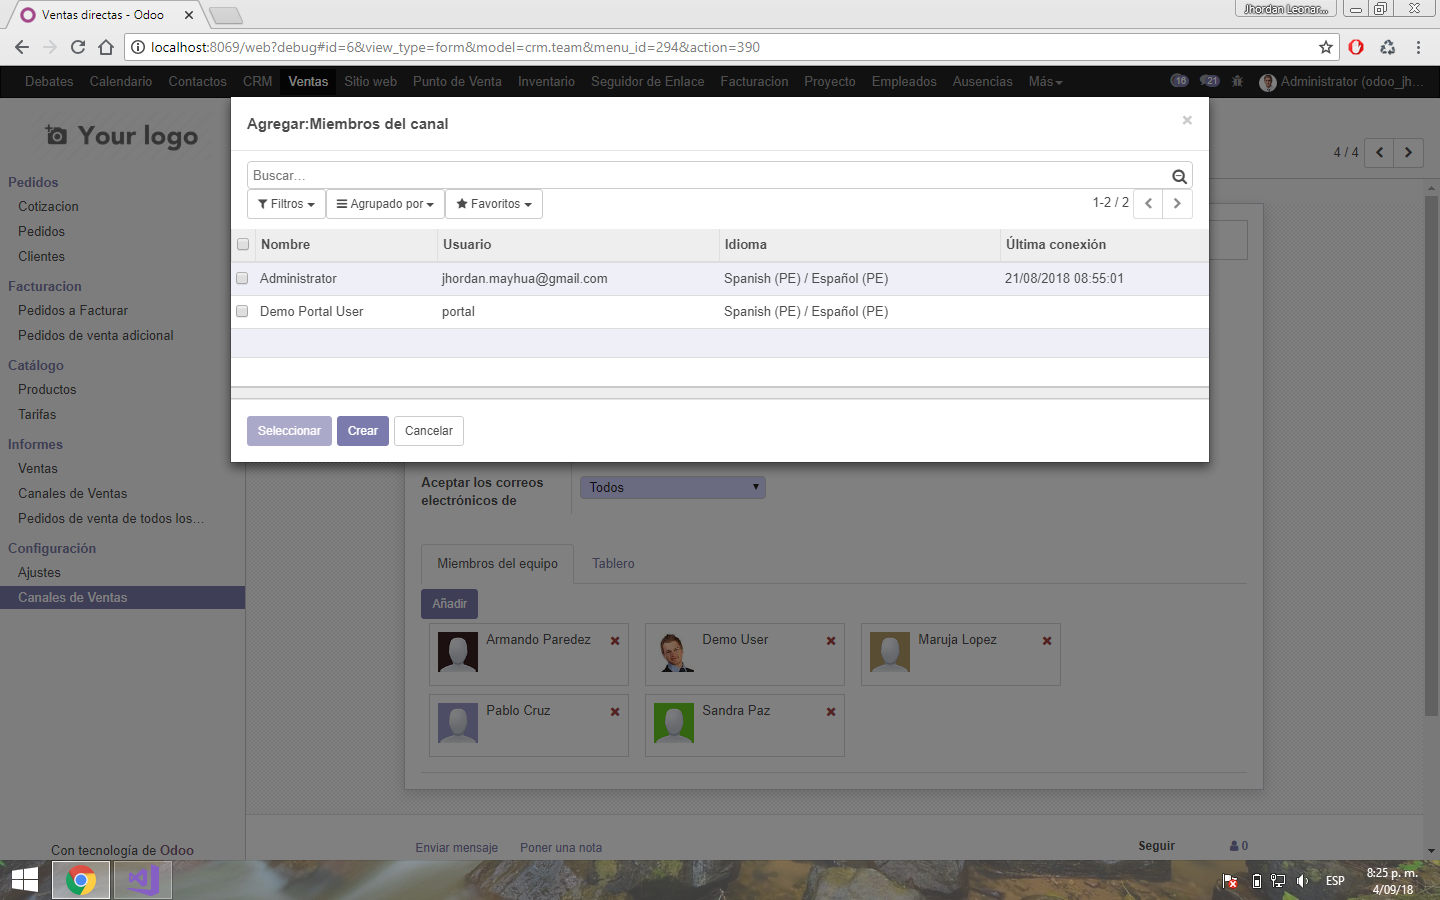 Ventas directas - Odoo
Jhordan Leonar...
localhost:8069/web?debug#id=6&view_type=form&model=crm.team&menu_id=294&action=390
Debates Calendario Contactos CRM Ventas Sitio web Punto de Venta Inventario Seguidor de Enlace Facturacion Proyecto Empleados Ausencias Más 16 21 Administrator (odoo_jh...
Your logo
4 / 4
Pedidos
Cotizacion
Pedidos
Clientes
Facturacion
Pedidos a Facturar
Pedidos de venta adicional
Catálogo
Productos
Tarifas
Informes
Ventas
Canales de Ventas
Pedidos de venta de todos los...
Configuración
Ajustes
Canales de Ventas
Con tecnología de Odoo
Agregar:Miembros del canal
Buscar...
Filtros Agrupado por Favoritos 1-2 / 2
Nombre Usuario Idioma Última conexión
Administrator jhordan.mayhua@gmail.com Spanish (PE) / Español (PE) 21/08/2018 08:55:01
Demo Portal User portal Spanish (PE) / Español (PE)
Seleccionar Crear Cancelar
Aceptar los correos
electrónicos de
Todos
Miembros del equipo Tablero
Añadir
Armando Paredez Demo User Maruja Lopez
Pablo Cruz Sandra Paz
Enviar mensaje Poner una nota Seguir 0
ESP
8:25 p. m.
4/09/18